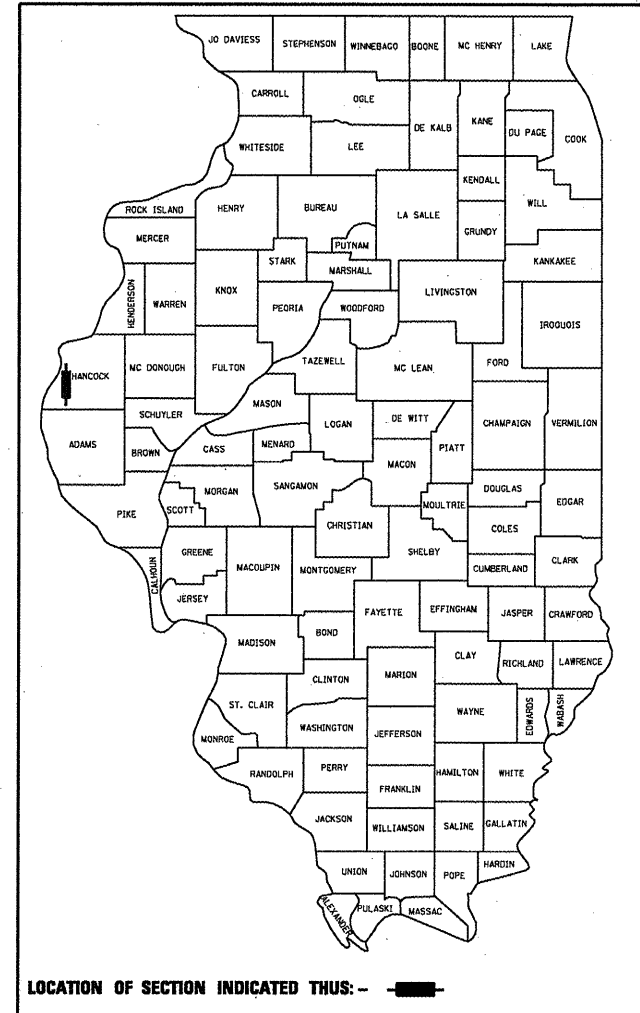 JO DAVIESS STEPHENSON WINNEBAGO BOONE MC HENRY LAKE
CARROLL OGLE DE KALB KANE DU PAGE COOK
WHITESIDE LEE
KENDALL
ROCK ISLAND HENRY BUREAU LA SALLE WILL
MERCER PUTNAM GRUNDY
STARK MARSHALL KANKAKEE
HENDERSON WARREN KNOX PEORIA WOODFORD LIVINGSTON IROQUOIS
HANCOCK MC DONOUGH FULTON TAZEWELL MC LEAN FORD
SCHUYLER MASON LOGAN DE WITT CHAMPAIGN VERMILION
ADAMS BROWN CASS MENARD MACON PIATT
PIKE SCOTT MORGAN SANGAMON CHRISTIAN MOULTRIE DOUGLAS EDGAR
COLES
CALHOUN GREENE MACOUPIN MONTGOMERY SHELBY CUMBERLAND CLARK
JERSEY FAYETTE EFFINGHAM JASPER CRAWFORD
MADISON BOND
CLINTON MARION CLAY RICHLAND LAWRENCE
ST. CLAIR WASHINGTON WAYNE EDWARDS WABASH
MONROE JEFFERSON
RANDOLPH PERRY HAMILTON WHITE
FRANKLIN
JACKSON WILLIAMSON SALINE GALLATIN
UNION JOHNSON POPE HARDIN
ALEXANDER PULASKI MASSAC
LOCATION OF SECTION INDICATED THUS: -